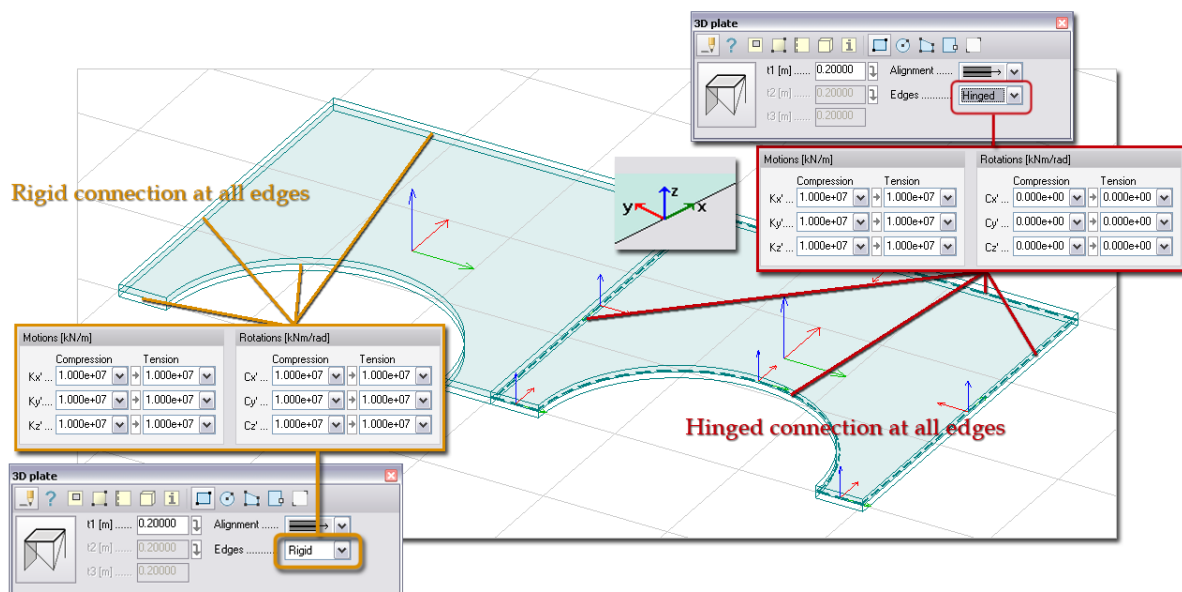 3D plate
t1 [m] ...... 0.20000 Alignment ......
t2 [m] ...... 0.20000 Edges .......... Hinged
t3 [m] ...... 0.20000
Motions [kN/m] Rotations [kNm/rad]
Compression Tension Compression Tension
Kx' ... 1.000e+07 1.000e+07 Cx' ... 0.000E+00 0.000E+00
Ky' ... 1.000e+07 1.000e+07 Cy' ... 0.000E+00 0.000E+00
Kz' ... 1.000e+07 1.000e+07 Cz' ... 0.000E+00 0.000E+00
Rigid connection at all edges
z
y x
Motions [kN/m] Rotations [kNm/rad]
Compression Tension Compression Tension
Kx' ... 1.000e+07 1.000e+07 Cx' ... 1.000e+07 1.000e+07
Ky' ... 1.000e+07 1.000e+07 Cy' ... 1.000e+07 1.000e+07
Kz' ... 1.000e+07 1.000e+07 Cz' ... 1.000e+07 1.000e+07
Hinged connection at all edges
3D plate
t1 [m] ...... 0.20000 Alignment ......
t2 [m] ...... 0.20000 Edges .......... Rigid
t3 [m] ...... 0.20000